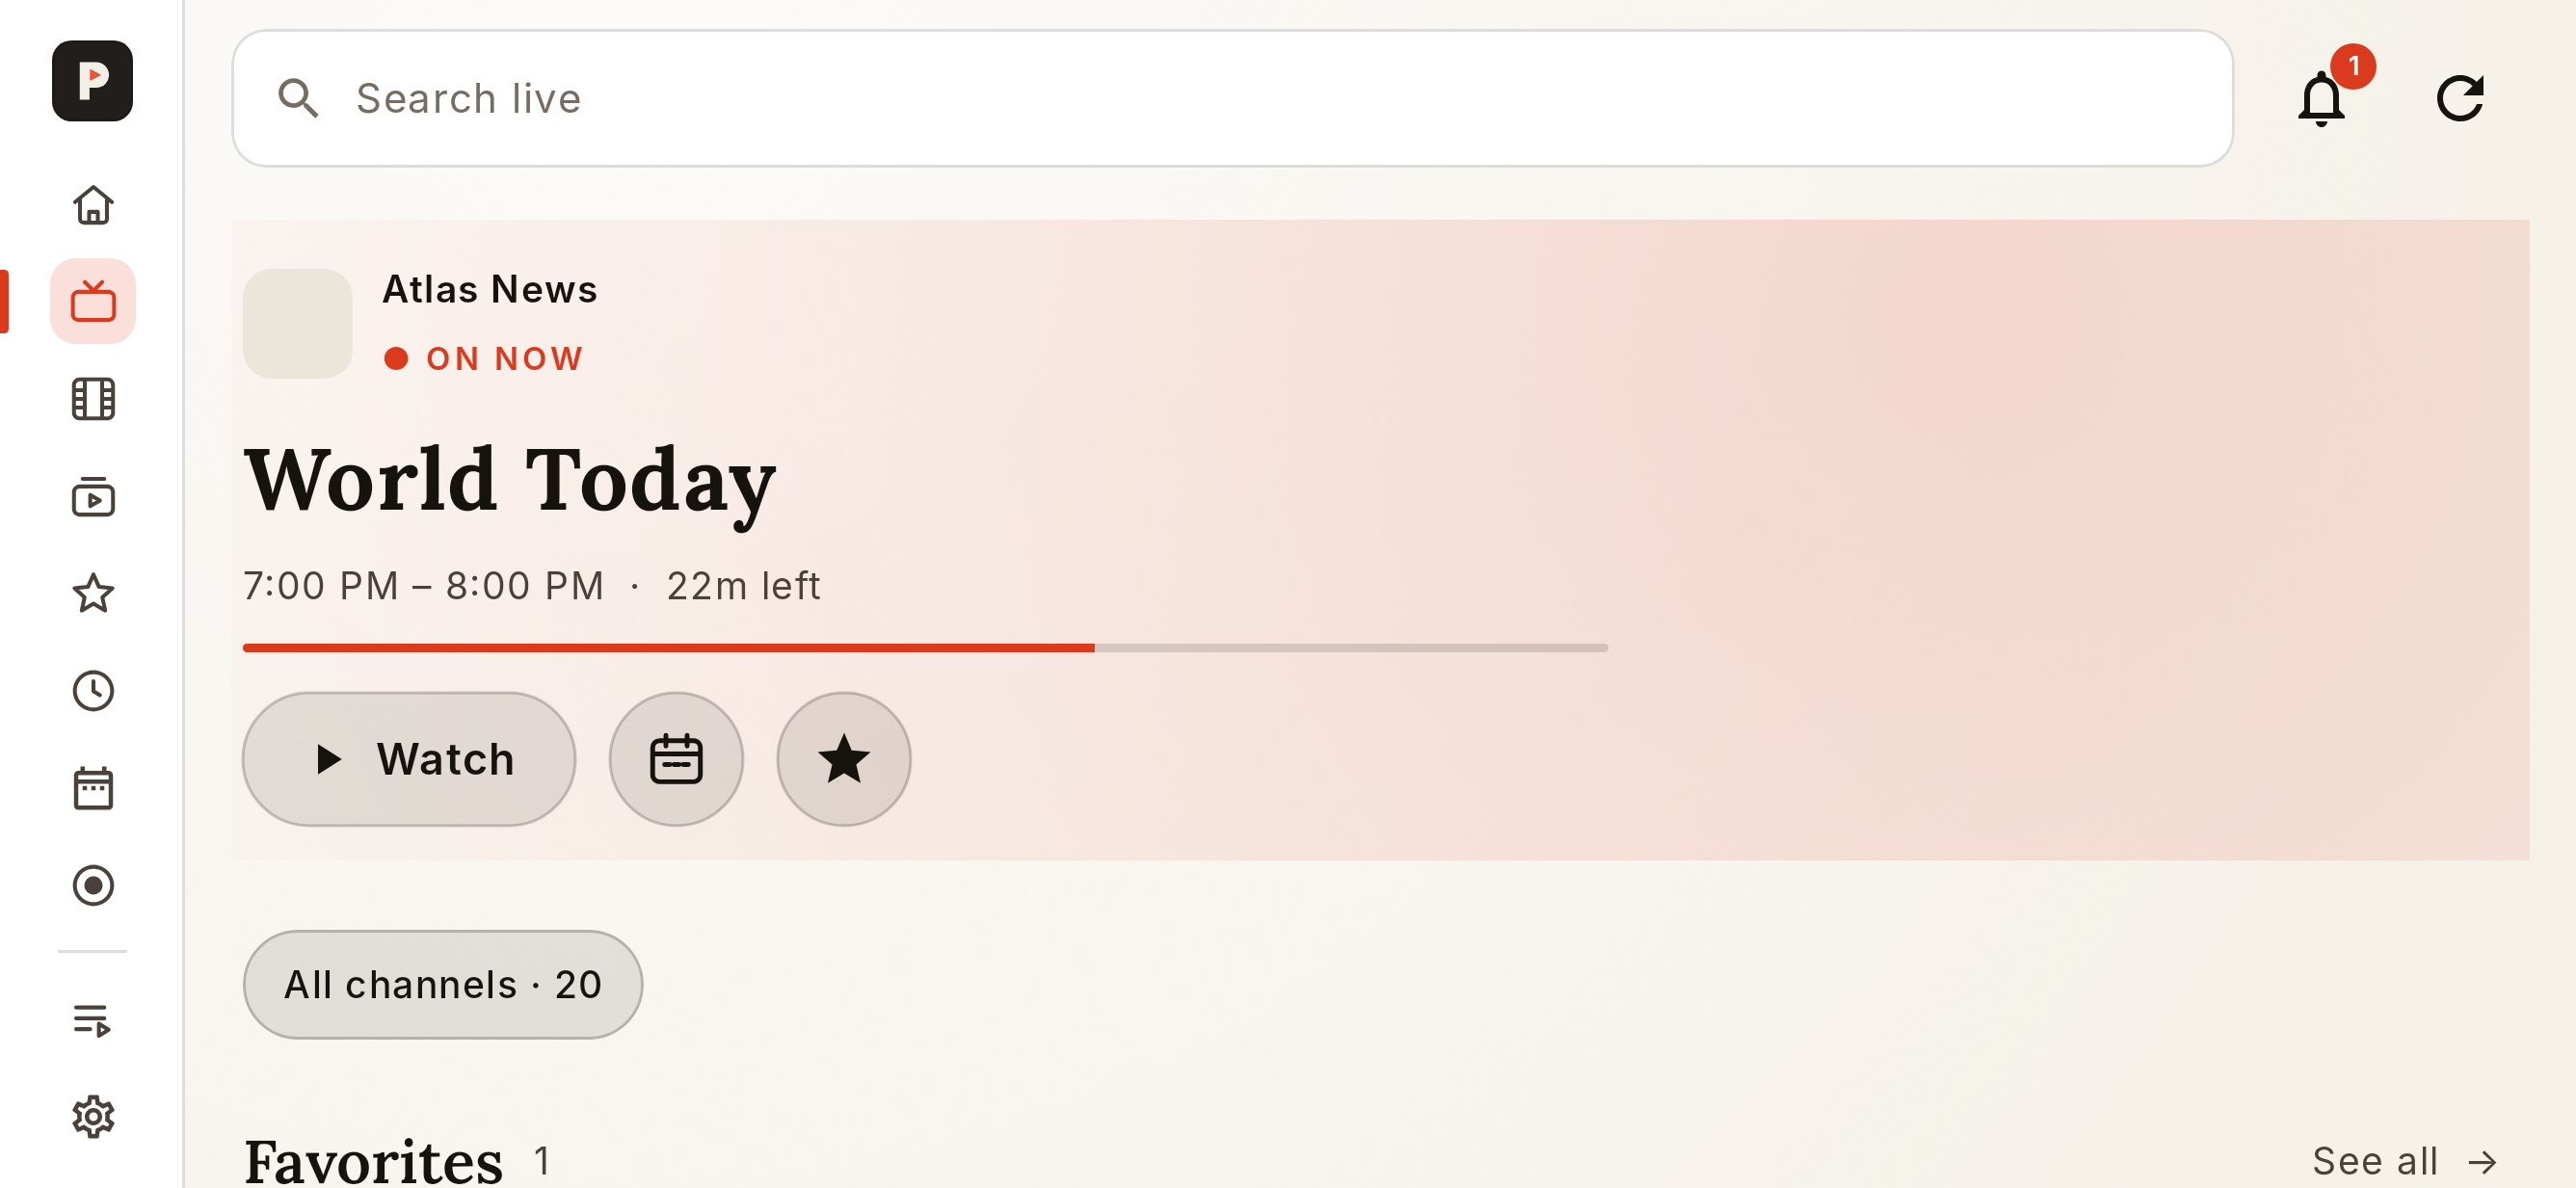 P
Search live
1
Atlas News
ON NOW
World Today
7:00 PM – 8:00 PM · 22m left
Watch
All channels · 20
Favorites 1
See all →